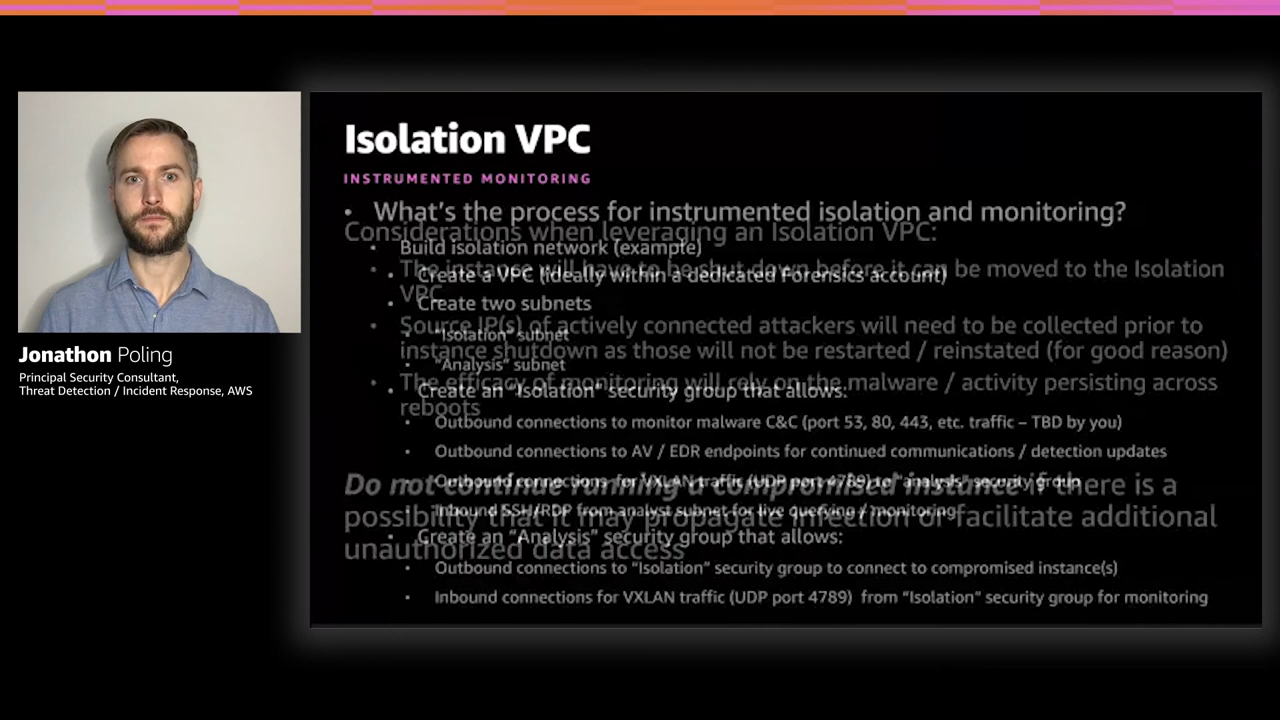 Isolation VPC
INSTRUMENTED MONITORING
• What's the process for instrumented isolation and monitoring?
Considerations when leveraging an Isolation VPC:
• Build isolation network (example)
• The instance will have to be shut down before it can be moved to the Isolation
• Create a VPC (ideally within a dedicated Forensics account)
VPC
• Create two subnets
• Source IP(s) of actively connected attackers will need to be collected prior to
• "Isolation" subnet
instance shutdown as those will not be restarted / reinstated (for good reason)
• "Analysis" subnet
• The efficacy of monitoring will rely on the malware / activity persisting across
• Create an "Isolation" security group that allows:
reboots
• Outbound connections to monitor malware C&C (port 53, 80, 443, etc. traffic – TBD by you)
• Outbound connections to AV / EDR endpoints for continued communications / detection updates
• Outbound connections for VXLAN traffic (UDP port 4789) to "analysis" security group
Do not continue running a compromised instance if there is a
• Inbound SSH/RDP from analyst subnet for live querying / monitoring
possibility that it may propagate infection or facilitate additional
• Create an "Analysis" security group that allows:
unauthorized data access
• Outbound connections to "Isolation" security group to connect to compromised instance(s)
• Inbound connections for VXLAN traffic (UDP port 4789) from "Isolation" security group for monitoring
Jonathon Poling
Principal Security Consultant,
Threat Detection / Incident Response, AWS